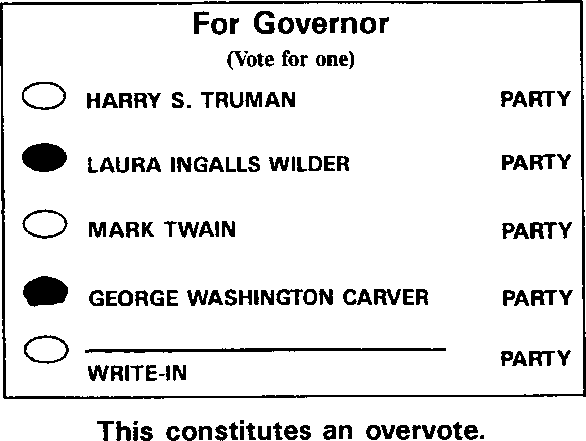 For Governor
(Vote for one)
HARRY S. TRUMAN PARTY
LAURA INGALLS WILDER PARTY
MARK TWAIN PARTY
GEORGE WASHINGTON CARVER PARTY
WRITE-IN PARTY
This constitutes an overvote.